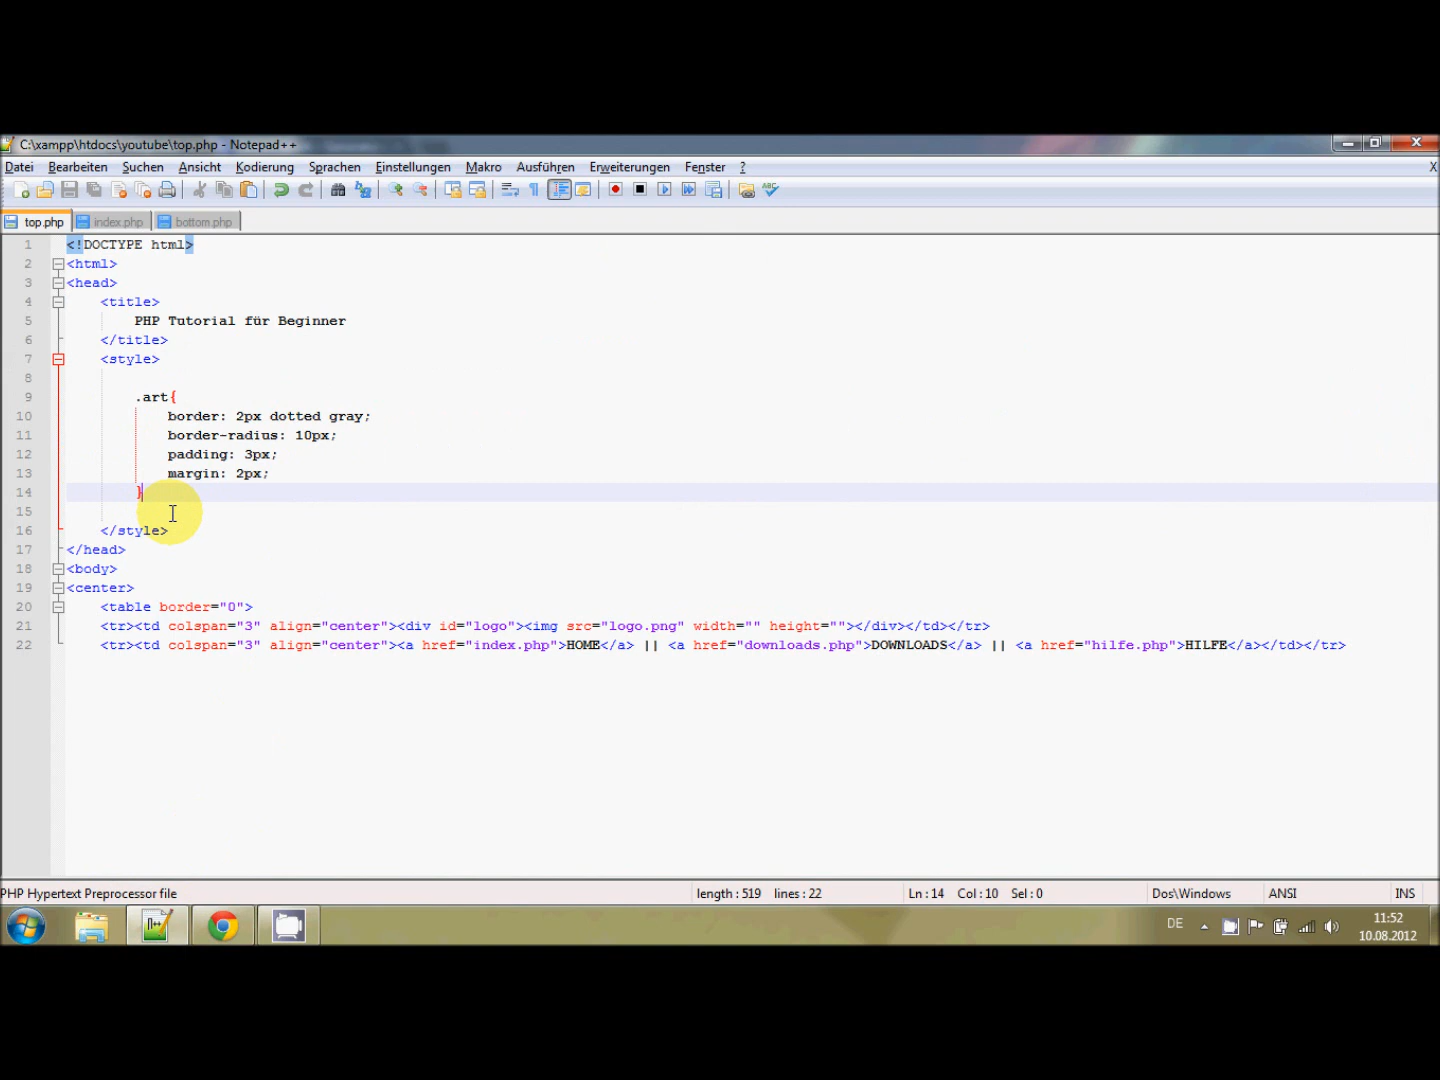 C:\xampp\htdocs\youtube\top.php - Notepad++
Datei Bearbeiten Suchen Ansicht Kodierung Sprachen Einstellungen Makro Ausführen Erweiterungen Fenster ? X
top.php index.php bottom.php
1 <!DOCTYPE html>
2 <html>
3 <head>
4 <title>
5 PHP Tutorial für Beginner
6 </title>
7 <style>
8
9 .art{
10 border: 2px dotted gray;
11 border-radius: 10px;
12 padding: 3px;
13 margin: 2px;
14 }
15
16 </style>
17 </head>
18 <body>
19 <center>
20 <table border="0">
21 <tr><td colspan="3" align="center"><div id="logo"><img src="logo.png" width="" height=""></div></td></tr>
22 <tr><td colspan="3" align="center"><a href="index.php">HOME</a> || <a href="downloads.php">DOWNLOADS</a> || <a href="hilfe.php">HILFE</a></td></tr>
PHP Hypertext Preprocessor file length : 519 lines : 22 Ln : 14 Col : 10 Sel : 0 Dos\Windows ANSI INS
DE 11:52
10.08.2012